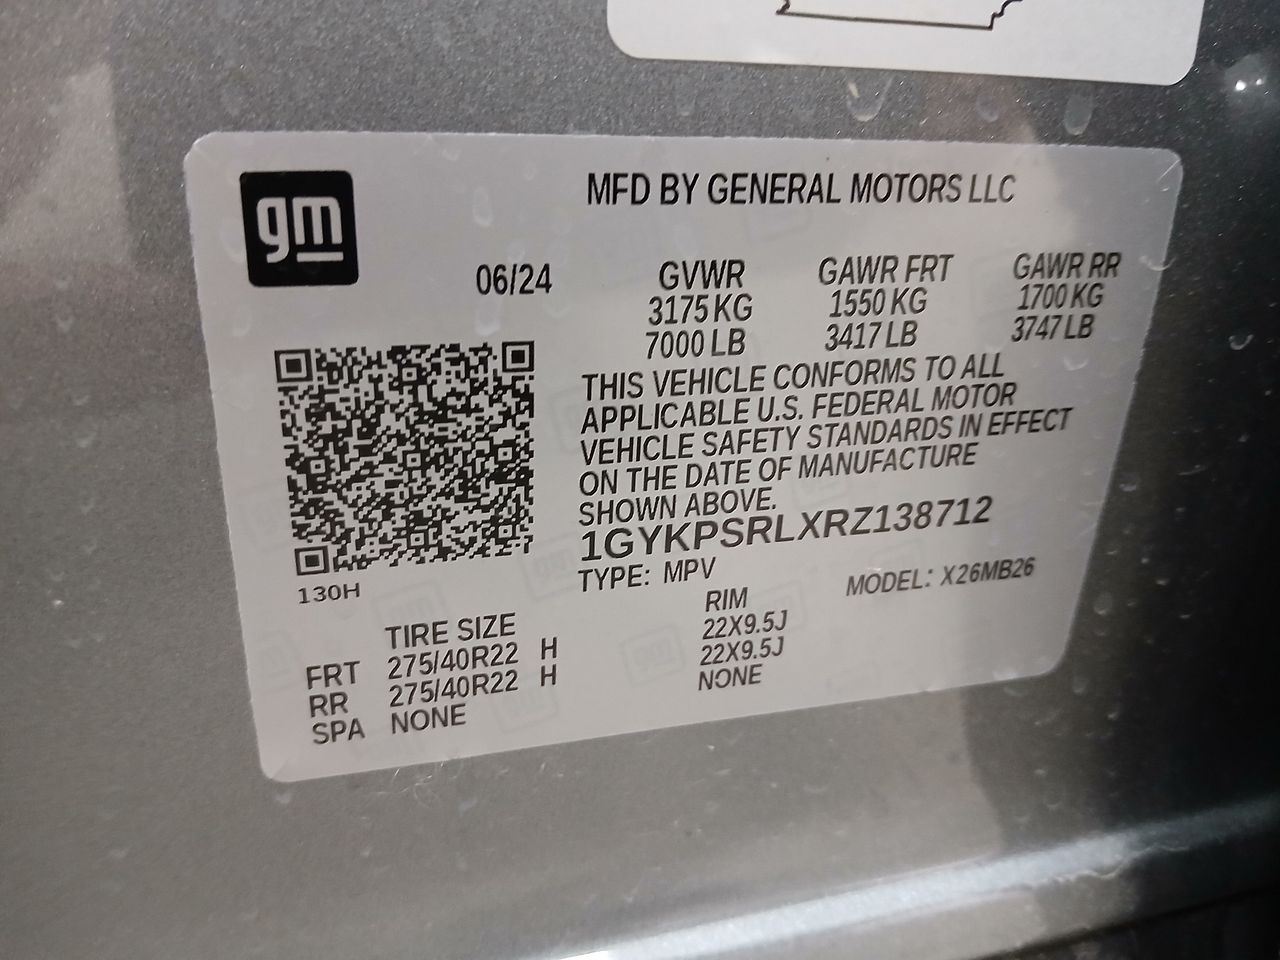 gm
MFD BY GENERAL MOTORS LLC
06/24
GVWR GAWR FRT GAWR RR
3175 KG 1550 KG 1700 KG
7000 LB 3417 LB 3747 LB
THIS VEHICLE CONFORMS TO ALL
APPLICABLE U.S. FEDERAL MOTOR
VEHICLE SAFETY STANDARDS IN EFFECT
ON THE DATE OF MANUFACTURE
SHOWN ABOVE.
1GYKPSRLXRZ138712
TYPE: MPV MODEL: X26MB26
130H
TIRE SIZE RIM
FRT 275/40R22 H 22X9.5J
RR 275/40R22 H 22X9.5J
SPA NONE NONE